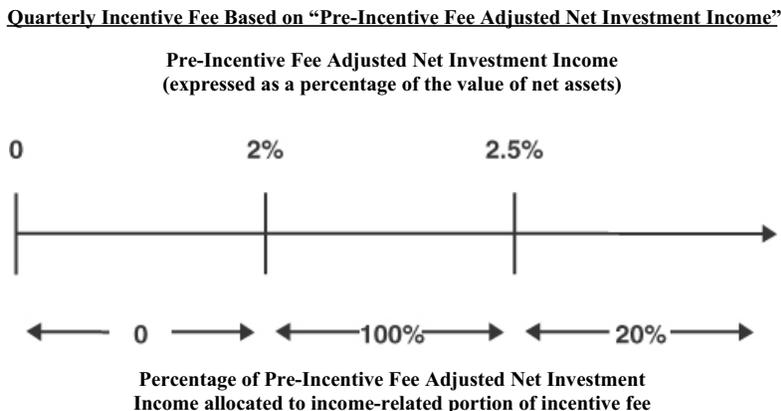 Quarterly Incentive Fee Based on “Pre-Incentive Fee Adjusted Net Investment Income”
Pre-Incentive Fee Adjusted Net Investment Income
(expressed as a percentage of the value of net assets)
0 2% 2.5%
0 100% 20%
Percentage of Pre-Incentive Fee Adjusted Net Investment
Income allocated to income-related portion of incentive fee